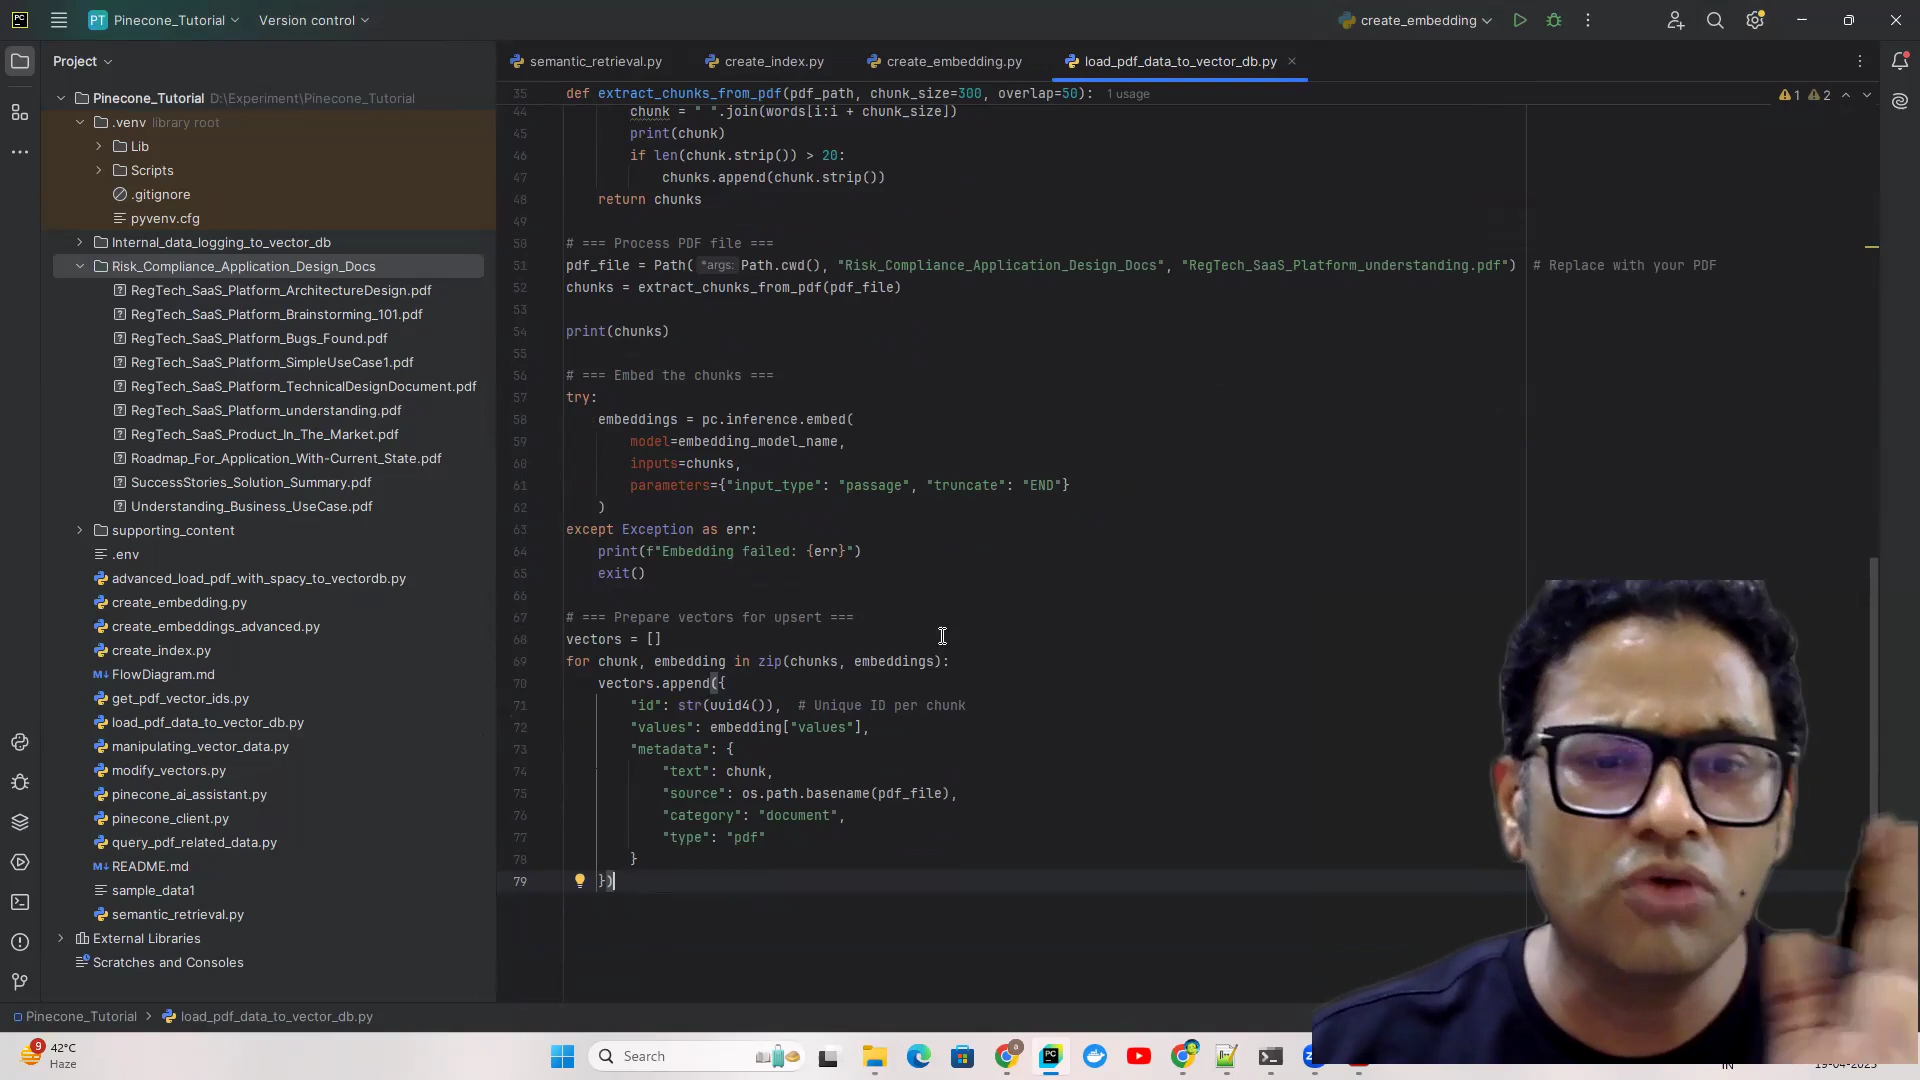 PC
PT Pinecone_Tutorial Version control
create_embedding
Project
semantic_retrieval.py create_index.py create_embedding.py load_pdf_data_to_vector_db.py
Pinecone_Tutorial D:\Experiment\Pinecone_Tutorial
.venv library root
Lib
Scripts
.gitignore
pyvenv.cfg
Internal_data_logging_to_vector_db
Risk_Compliance_Application_Design_Docs
RegTech_SaaS_Platform_ArchitectureDesign.pdf
RegTech_SaaS_Platform_Brainstorming_101.pdf
RegTech_SaaS_Platform_Bugs_Found.pdf
RegTech_SaaS_Platform_SimpleUseCase1.pdf
RegTech_SaaS_Platform_TechnicalDesignDocument.pdf
RegTech_SaaS_Platform_understanding.pdf
RegTech_SaaS_Product_In_The_Market.pdf
Roadmap_For_Application_With-Current_State.pdf
SuccessStories_Solution_Summary.pdf
Understanding_Business_UseCase.pdf
supporting_content
.env
advanced_load_pdf_with_spacy_to_vectordb.py
create_embedding.py
create_embeddings_advanced.py
create_index.py
FlowDiagram.md
get_pdf_vector_ids.py
load_pdf_data_to_vector_db.py
manipulating_vector_data.py
modify_vectors.py
pinecone_ai_assistant.py
pinecone_client.py
query_pdf_related_data.py
README.md
sample_data1
semantic_retrieval.py
External Libraries
Scratches and Consoles
35 def extract_chunks_from_pdf(pdf_path, chunk_size=300, overlap=50): 1 usage
1 2
44 chunk = " ".join(words[i:i + chunk_size])
45 print(chunk)
46 if len(chunk.strip()) > 20:
47 chunks.append(chunk.strip())
48 return chunks
49
50 # === Process PDF file ===
51 pdf_file = Path( *args: Path.cwd(), "Risk_Compliance_Application_Design_Docs", "RegTech_SaaS_Platform_understanding.pdf") # Replace with your PDF
52 chunks = extract_chunks_from_pdf(pdf_file)
53
54 print(chunks)
55
56 # === Embed the chunks ===
57 try:
58 embeddings = pc.inference.embed(
59 model=embedding_model_name,
60 inputs=chunks,
61 parameters={"input_type": "passage", "truncate": "END"}
62 )
63 except Exception as err:
64 print(f"Embedding failed: {err}")
65 exit()
66
67 # === Prepare vectors for upsert ===
68 vectors = []
69 for chunk, embedding in zip(chunks, embeddings):
70 vectors.append({
71 "id": str(uuid4()), # Unique ID per chunk
72 "values": embedding["values"],
73 "metadata": {
74 "text": chunk,
75 "source": os.path.basename(pdf_file),
76 "category": "document",
77 "type": "pdf"
78 }
79 })
Pinecone_Tutorial > load_pdf_data_to_vector_db.py
9 42°C
Haze
Search
PC
IN